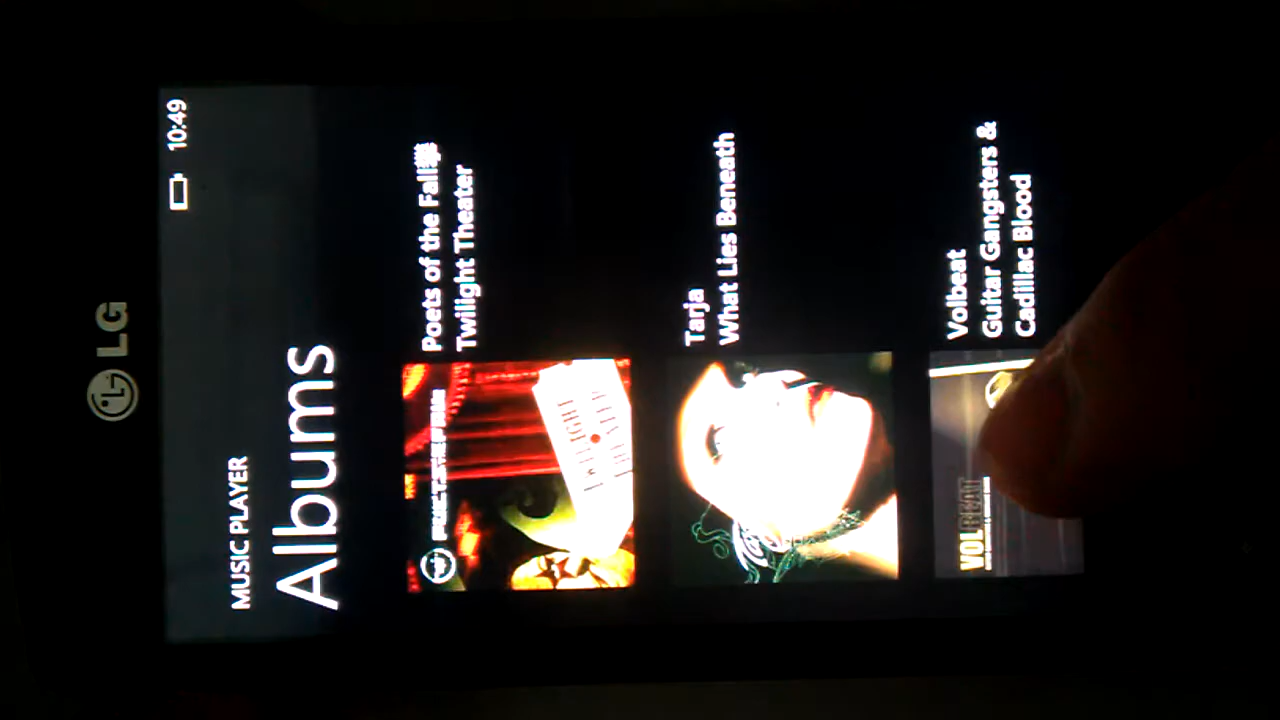 LG
10:49
MUSIC PLAYER
Albums
Poets of the Fall
Twilight Theater
Tarja
What Lies Beneath
Volbeat
Guitar Gangsters &
Cadillac Blood
VOLBEAT